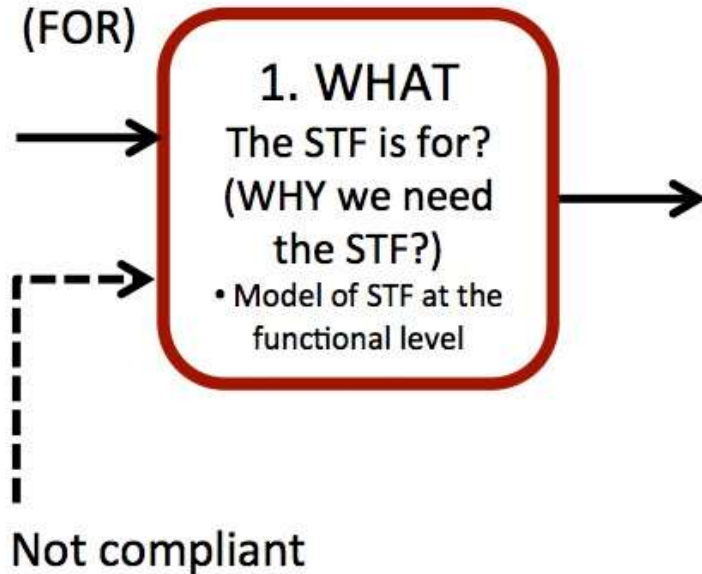 (FOR)
1. WHAT
The STF is for?
(WHY we need
the STF?)
• Model of STF at the
functional level
Not compliant